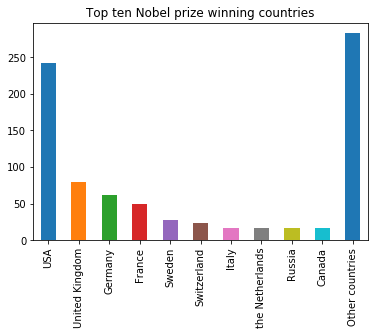 Top ten Nobel prize winning countries
250
200
150
100
50
0
USA
United Kingdom
Germany
France
Sweden
Switzerland
Italy
the Netherlands
Russia
Canada
Other countries